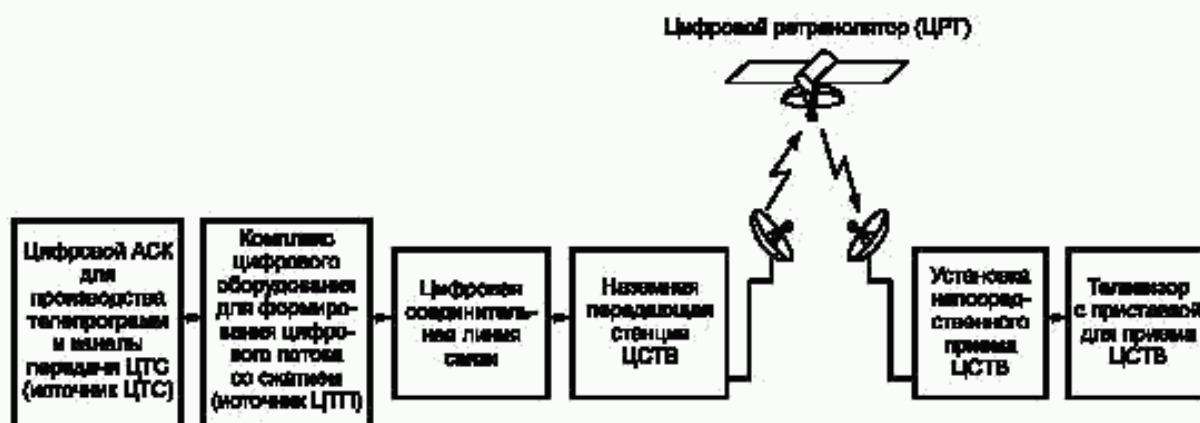 Цифровой ретранслятор (ЦРТ)
Цифровой АСК
для
производства
телепрограмм
и каналы
передачи ЦТС
(источник ЦТС)
Комплекс
цифрового
оборудования
для формиро-
вания цифро-
вого потока
со сжатием
(источник ЦТП)
Цифровая
соединитель-
ная линия
связи
Наземная
передающая
станция
ЦСТВ
Установка
непосред-
ственного
приема
ЦСТВ
Телевизор
с приставкой
для приема
ЦСТВ